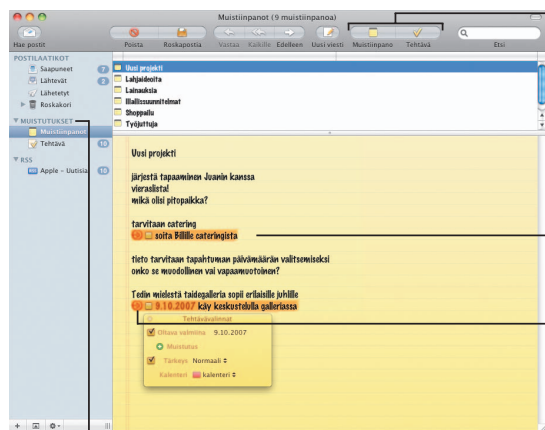 Muistiinpanot (9 muistiinpanoa)
Hae postit Poista Roskapostia Vastaa Kaikille Edelleen Uusi viesti Muistiinpano Tehtävä Etsi
POSTILAATIKOT
Saapuneet 7
Lähtevät 2
Lähetetyt
Roskakori
MUISTUTUKSET
Muistiinpanot
Tehtävä 10
RSS
Apple - Uutisia 10
Uusi projekti
Lahjaideoita
Lainauksia
Illallissuunnitelmat
Shoppailu
Työjuttuja
Uusi projekti
järjestä tapaaminen Juanin kanssa
vieraslista!
mikä olisi pitopaikka?
tarvitaan catering
soita Billille cateringista
tieto tarvitaan tapahtuman päivämäärän valitsemiseksi
onko se muodollinen vai vapaamuotoinen?
Tedin mielestä taidegalleria sopii erilaisille juhlille
9.10.2007 käy keskustelulla galleriassa
Tehtävävalinnat
Oltava valmiina 9.10.2007
Muistutus
Tärkeys Normaali
Kalenteri kalenteri